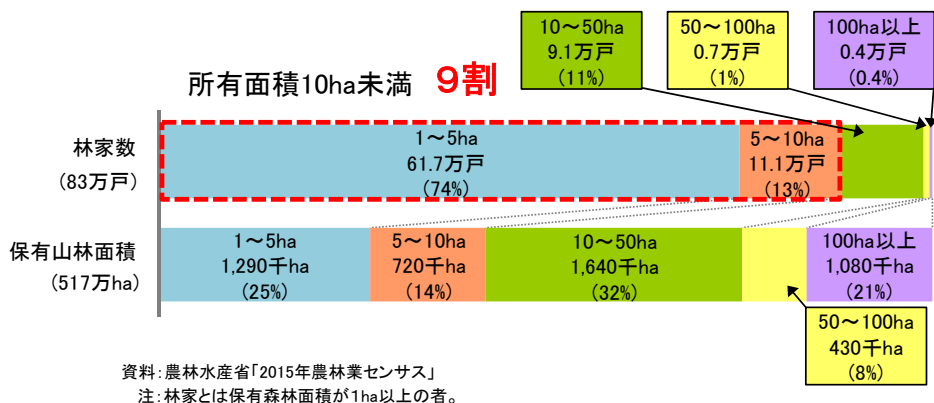 10～50ha
9.1万戸
(11%)
50～100ha
0.7万戸
(1%)
100ha以上
0.4万戸
(0.4%)
所有面積10ha未満 9割
林家数
(83万戸)
1～5ha
61.7万戸
(74%)
5～10ha
11.1万戸
(13%)
保有山林面積
(517万ha)
1～5ha
1,290千ha
(25%)
5～10ha
720千ha
(14%)
10～50ha
1,640千ha
(32%)
100ha以上
1,080千ha
(21%)
50～100ha
430千ha
(8%)
資料：農林水産省「2015年農林業センサス」
注：林家とは保有森林面積が1ha以上の者。